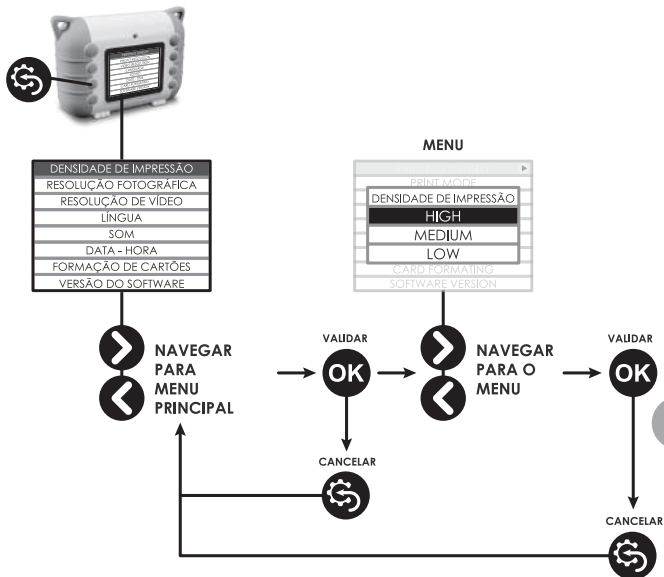 MENU
DENSIDADE DE IMPRESSÃO
RESOLUÇÃO FOTOGRÁFICA
RESOLUÇÃO DE VÍDEO
LÍNGUA
SOM
DATA - HORA
FORMAÇÃO DE CARTÕES
VERSÃO DO SOFTWARE
PRINT MODE
DENSIDADE DE IMPRESSÃO
HIGH
MEDIUM
LOW
CARD FORMATING
SOFTWARE VERSION
NAVEGAR
PARA
MENU
PRINCIPAL
VALIDAR
OK
CANCELAR
NAVEGAR
PARA O
MENU
VALIDAR
OK
CANCELAR